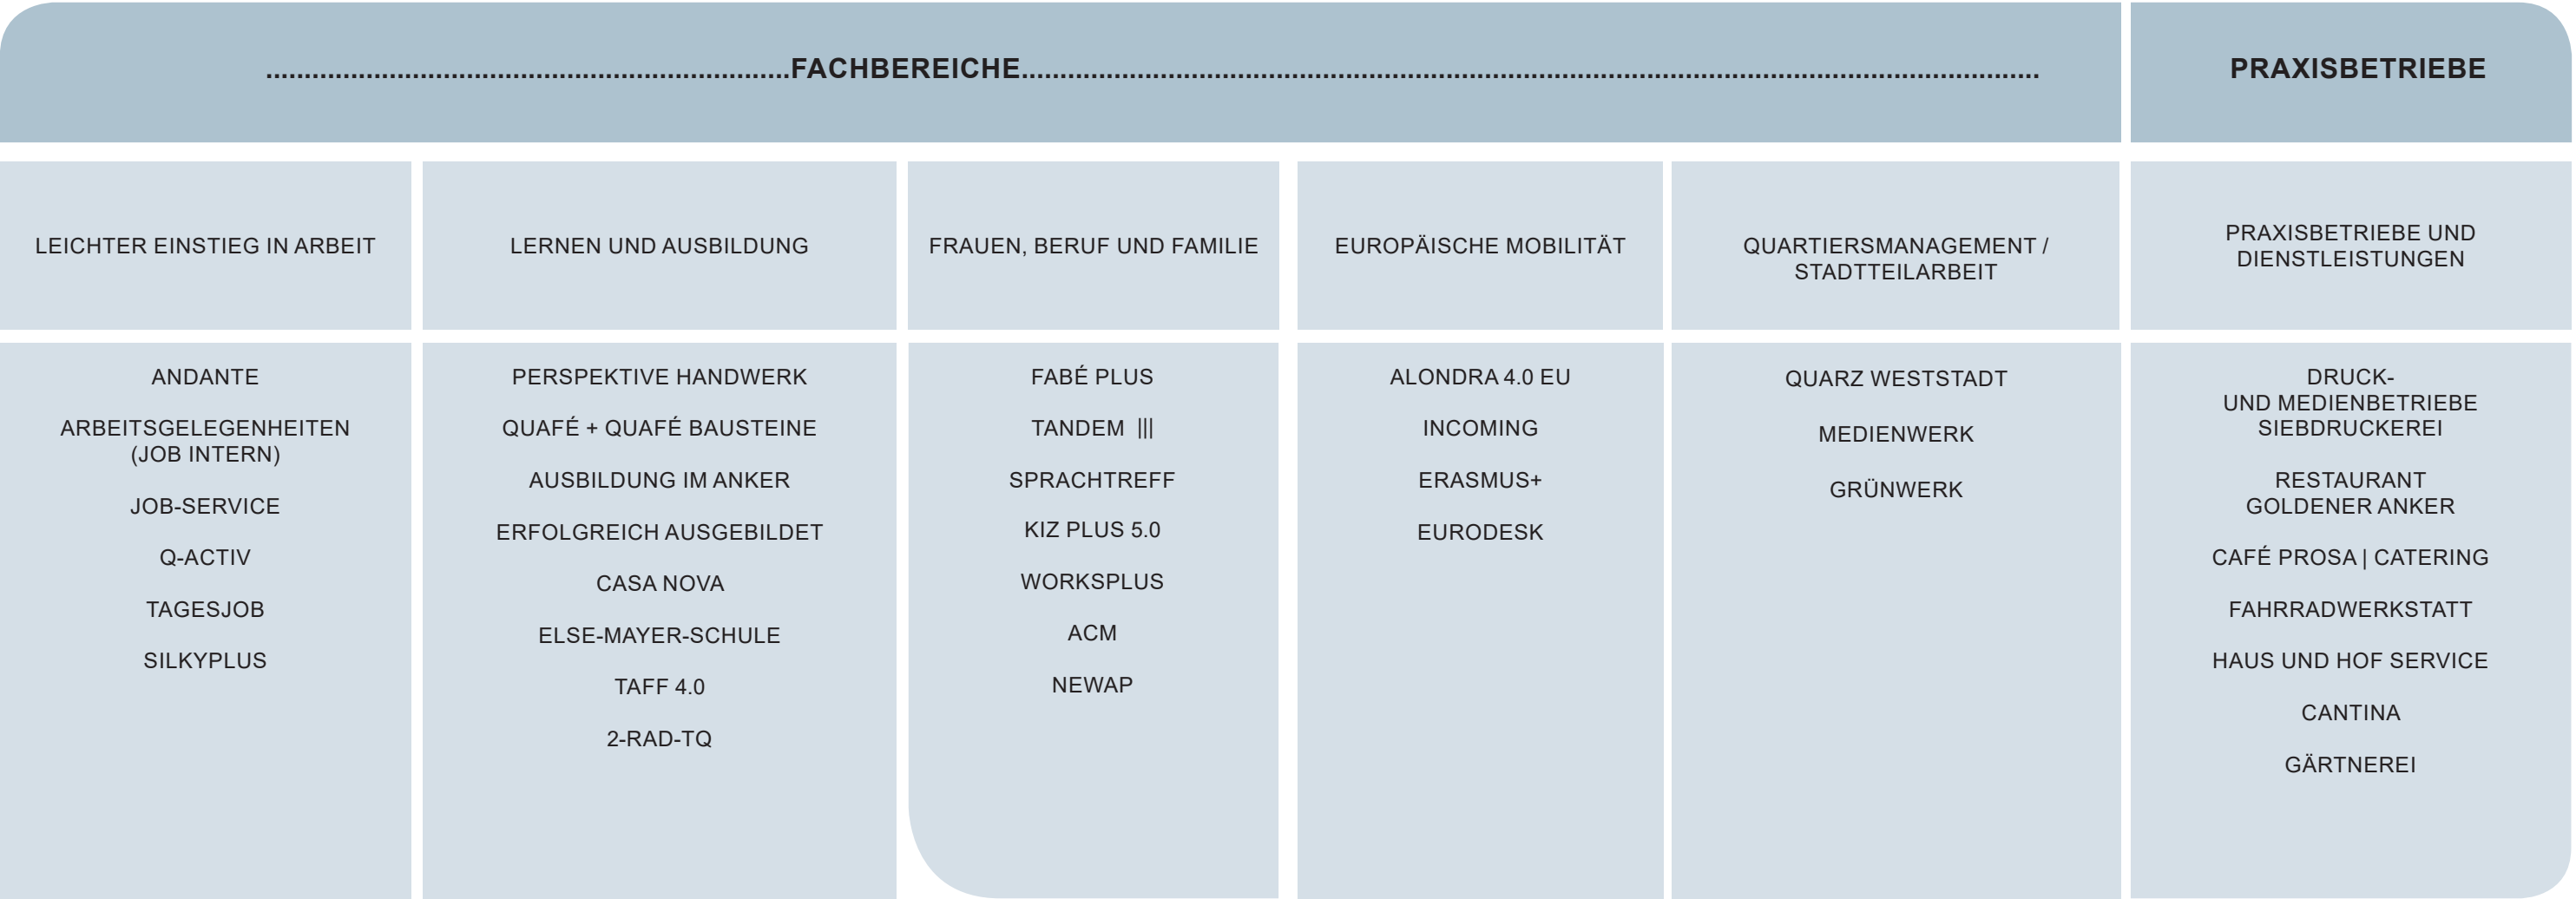 ..........FACHBEREICHE..........
PRAXISBETRIEBE
LEICHTER EINSTIEG IN ARBEIT
LERNEN UND AUSBILDUNG
FRAUEN, BERUF UND FAMILIE
EUROPÄISCHE MOBILITÄT
QUARTIERSMANAGEMENT /
STADTTEILARBEIT
PRAXISBETRIEBE UND
DIENSTLEISTUNGEN
ANDANTE
ARBEITSGELEGENHEITEN
(JOB INTERN)
JOB-SERVICE
Q-ACTIV
TAGESJOB
SILKYPLUS
PERSPEKTIVE HANDWERK
QUAFÉ + QUAFÉ BAUSTEINE
AUSBILDUNG IM ANKER
ERFOLGREICH AUSGEBILDET
CASA NOVA
ELSE-MAYER-SCHULE
TAFF 4.0
2-RAD-TQ
FABÉ PLUS
TANDEM |||
SPRACHTREFF
KIZ PLUS 5.0
WORKSPLUS
ACM
NEWAP
ALONDRA 4.0 EU
INCOMING
ERASMUS+
EURODESK
QUARZ WESTSTADT
MEDIENWERK
GRÜNWERK
DRUCK-
UND MEDIENBETRIEBE
SIEBDRUCKEREI
RESTAURANT
GOLDENER ANKER
CAFÉ PROSA | CATERING
FAHRRADWERKSTATT
HAUS UND HOF SERVICE
CANTINA
GÄRTNEREI